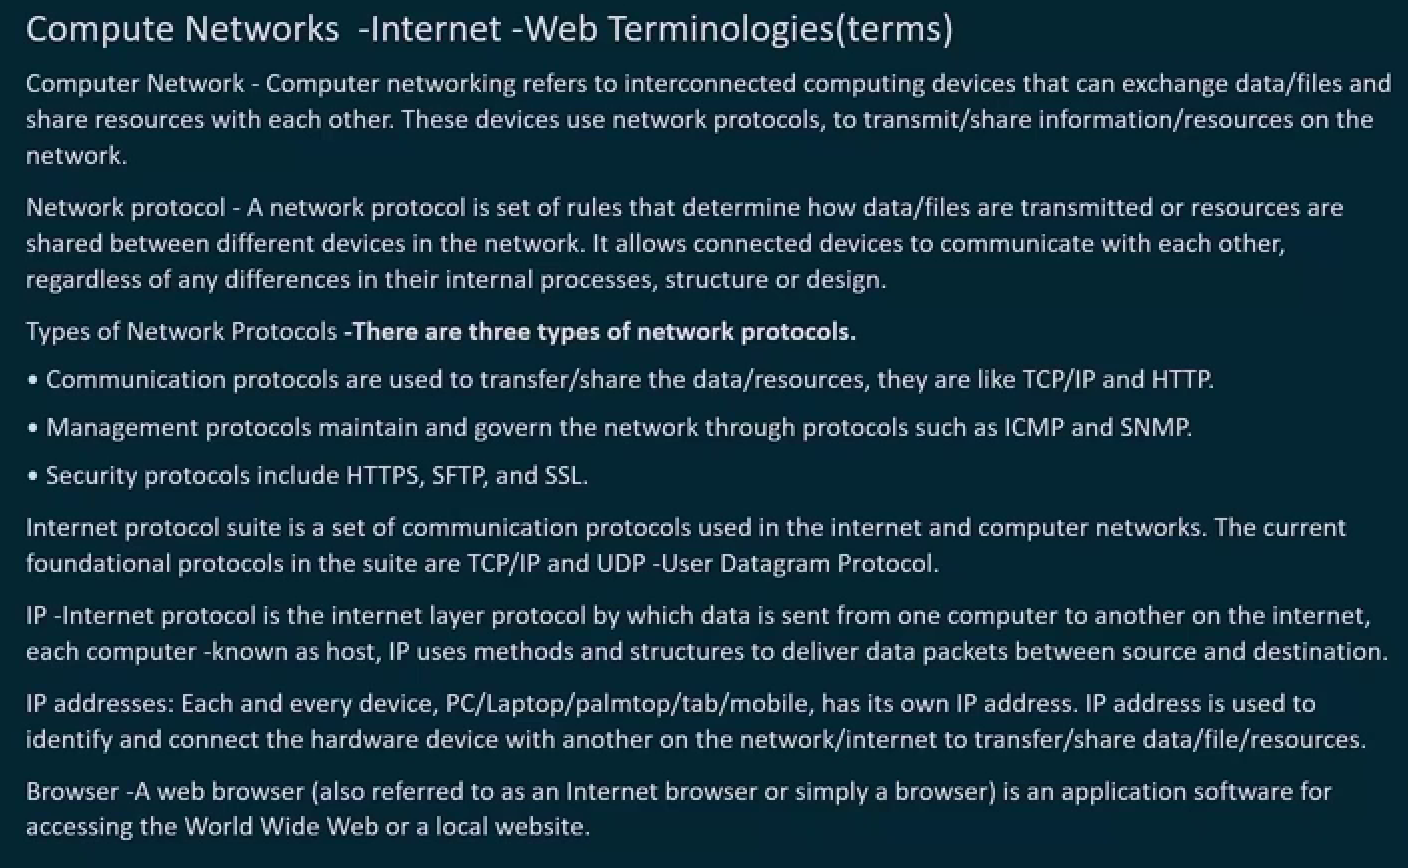 Compute Networks  -Internet -Web Terminologies(terms)
Computer Network - Computer networking refers to interconnected computing devices that can exchange data/files and
share resources with each other. These devices use network protocols, to transmit/share information/resources on the
network.
Network protocol - A network protocol is set of rules that determine how data/files are transmitted or resources are
shared between different devices in the network. It allows connected devices to communicate with each other,
regardless of any differences in their internal processes, structure or design.
Types of Network Protocols -There are three types of network protocols.
• Communication protocols are used to transfer/share the data/resources, they are like TCP/IP and HTTP.
• Management protocols maintain and govern the network through protocols such as ICMP and SNMP.
• Security protocols include HTTPS, SFTP, and SSL.
Internet protocol suite is a set of communication protocols used in the internet and computer networks. The current
foundational protocols in the suite are TCP/IP and UDP -User Datagram Protocol.
IP -Internet protocol is the internet layer protocol by which data is sent from one computer to another on the internet,
each computer -known as host, IP uses methods and structures to deliver data packets between source and destination.
IP addresses: Each and every device, PC/Laptop/palmtop/tab/mobile, has its own IP address. IP address is used to
identify and connect the hardware device with another on the network/internet to transfer/share data/file/resources.
Browser -A web browser (also referred to as an Internet browser or simply a browser) is an application software for
accessing the World Wide Web or a local website.